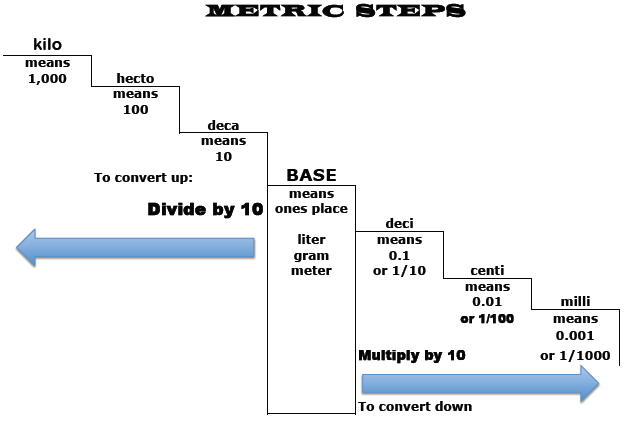 METRIC STEPS
kilo
means
1,000
hecto
means
100
deca
means
10
To convert up:
Divide by 10
BASE
means
ones place
liter
gram
meter
deci
means
0.1
or 1/10
centi
means
0.01
or 1/100
milli
means
0.001
or 1/1000
Multiply by 10
To convert down